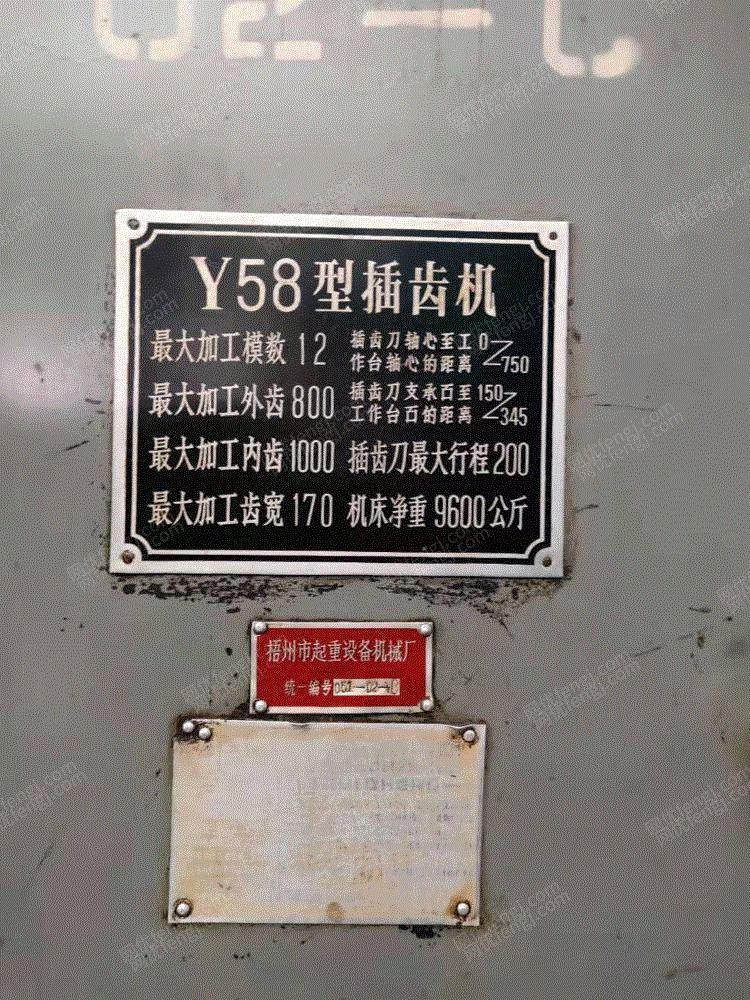 Y58型插齿机
最大加工模数 12
插齿刀轴心至工作台轴心的距离 0-750
最大加工外齿 800
插齿刀支承面至工作台面的距离 150-345
最大加工内齿 1000
插齿刀最大行程 200
最大加工齿宽 170
机床净重 9600公斤
梧州市起重设备机械厂
统一编号